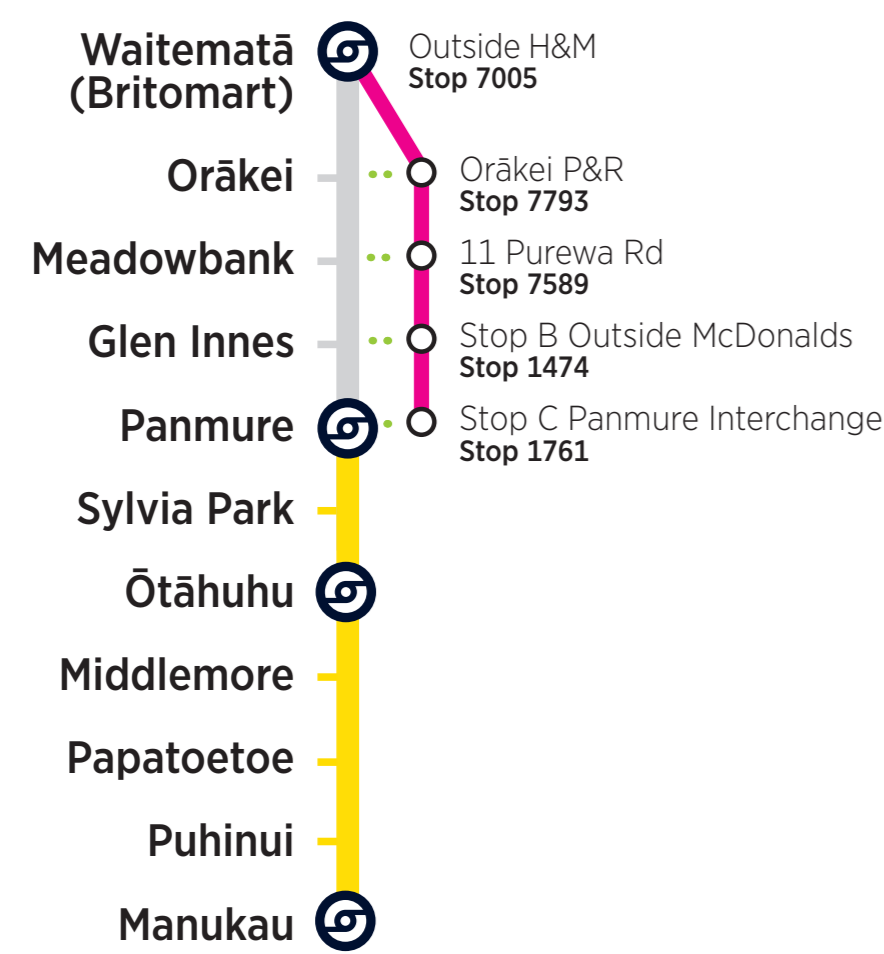 Waitematā
(Britomart)
Outside H&M
Stop 7005
Orākei
Orākei P&R
Stop 7793
Meadowbank
11 Purewa Rd
Stop 7589
Glen Innes
Stop B Outside McDonalds
Stop 1474
Panmure
Stop C Panmure Interchange
Stop 1761
Sylvia Park
Ōtāhuhu
Middlemore
Papatoetoe
Puhinui
Manukau